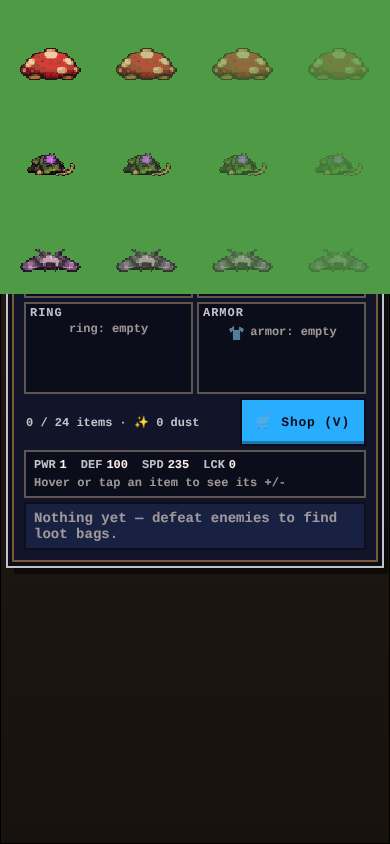 RING
ring: empty
ARMOR
armor: empty
0 / 24 items · ✨ 0 dust
🛒 Shop (V)
PWR 1 DEF 100 SPD 235 LCK 0
Hover or tap an item to see its +/-
Nothing yet — defeat enemies to find
loot bags.